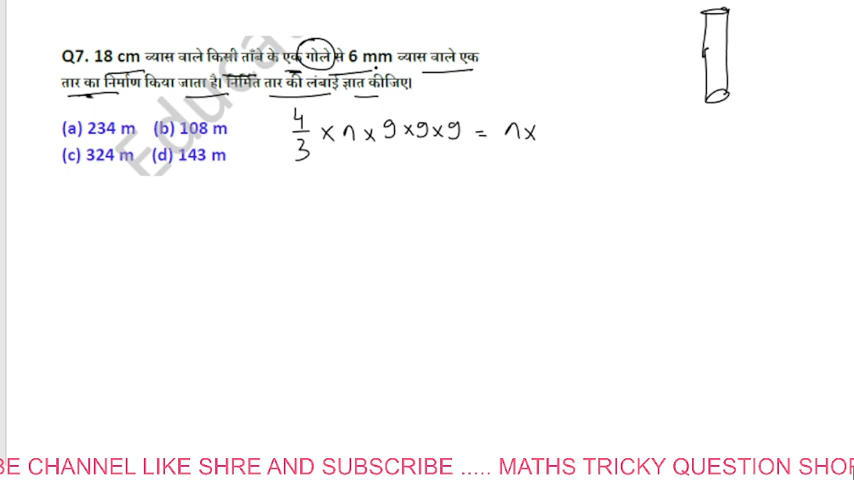 Q7. 18 cm व्यास वाले किसी ताँबे के एक गोले से 6 mm व्यास वाले एक
तार का निर्माण किया जाता है। निर्मित तार की लंबाई ज्ञात कीजिए।
(a) 234 m (b) 108 m
(c) 324 m (d) 143 m
4/3 × π × 9 × 9 × 9 = π ×
Educa
BE CHANNEL LIKE SHRE AND SUBSCRIBE ..... MATHS TRICKY QUESTION SHOR